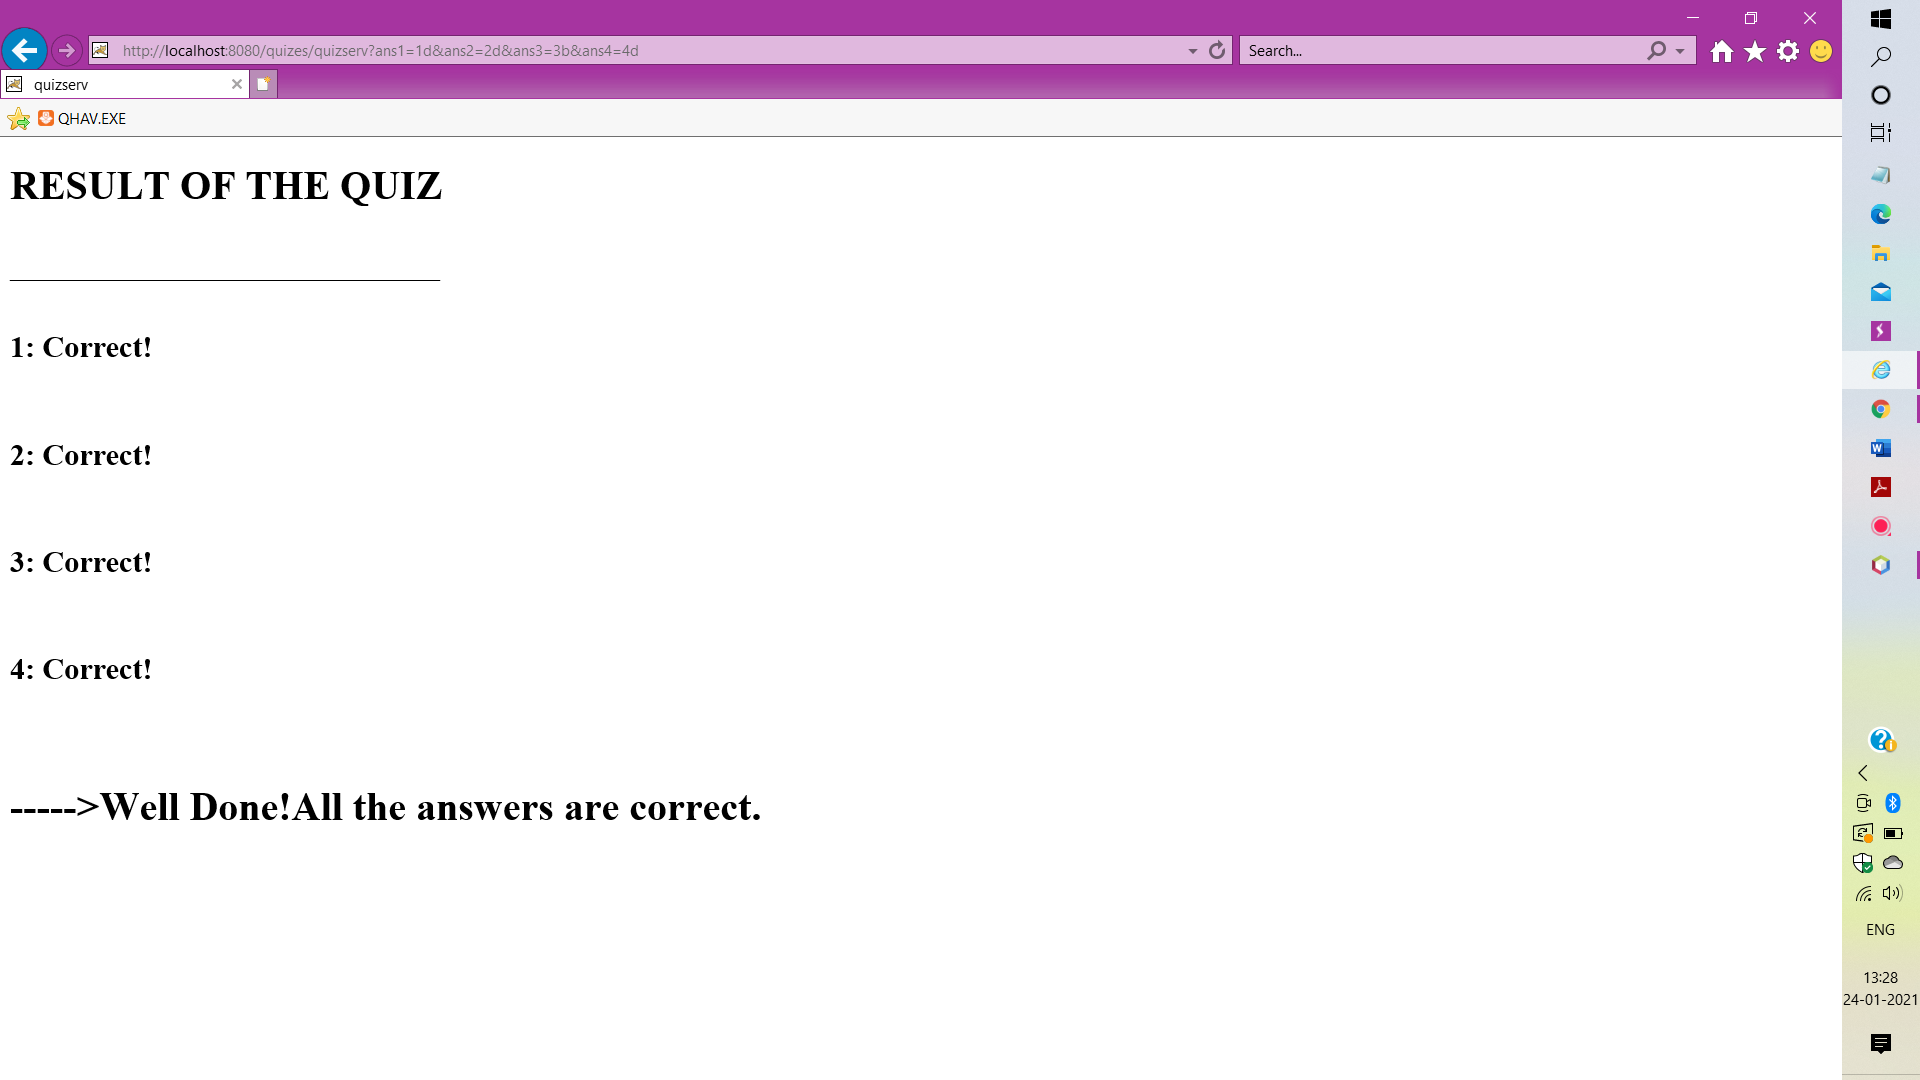 http://localhost:8080/quizes/quizserv?ans1=1d&ans2=2d&ans3=3b&ans4=4d
Search...
quizserv
QHAV.EXE
RESULT OF THE QUIZ
1: Correct!
2: Correct!
3: Correct!
4: Correct!
----->Well Done!All the answers are correct.
ENG
13:28
24-01-2021